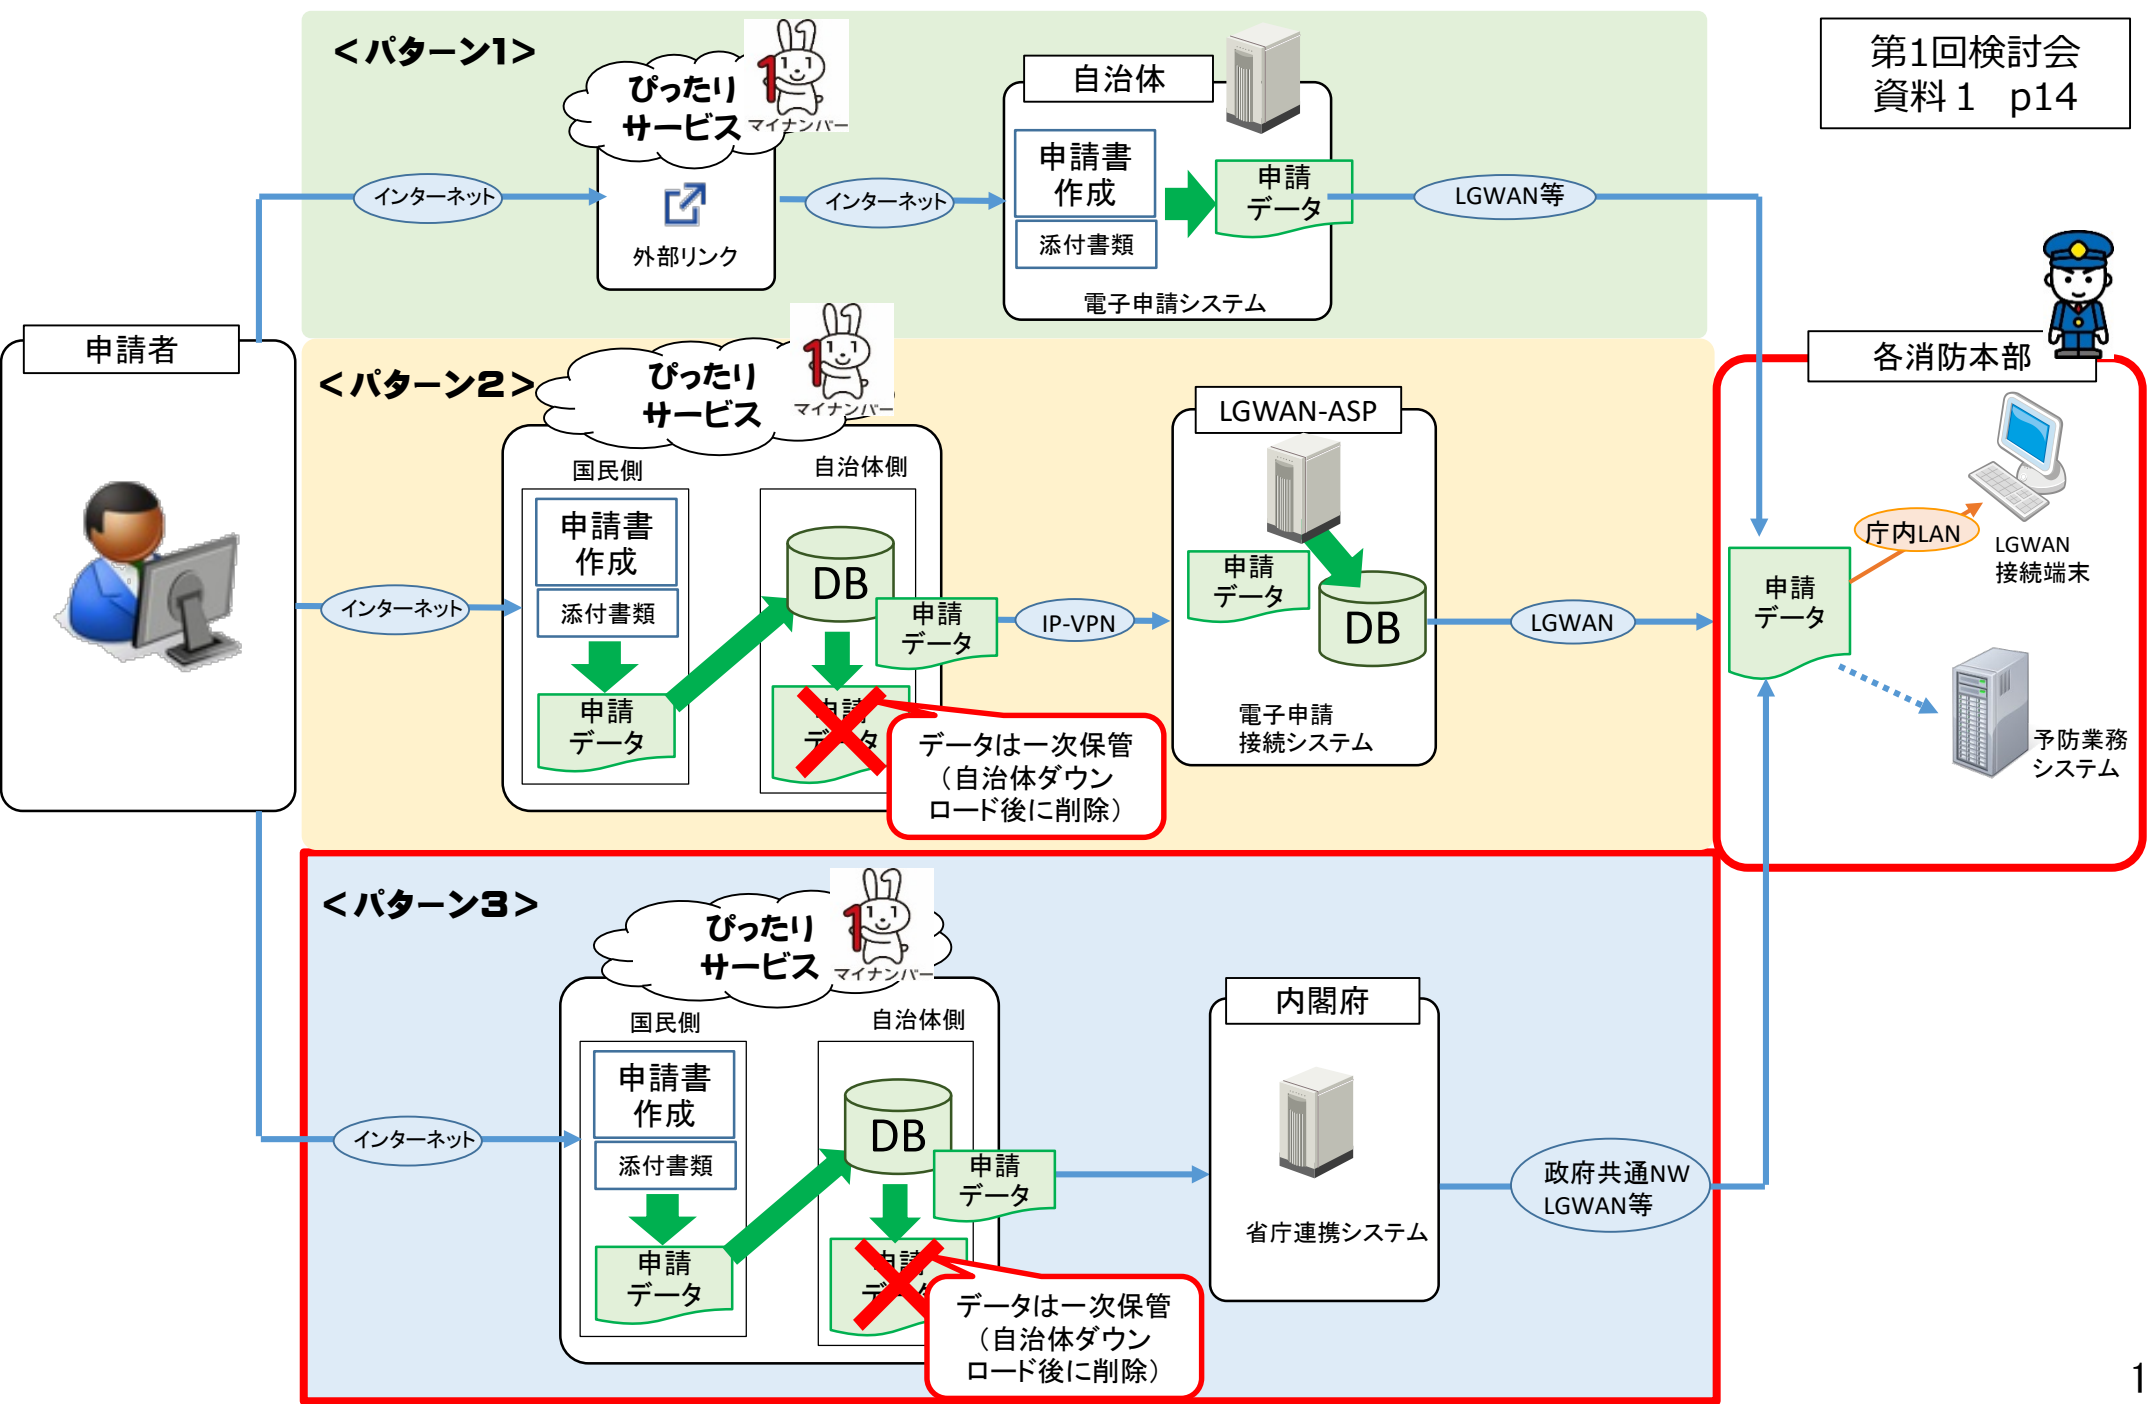 第1回検討会
資料１　p14
＜パターン1＞
ぴったり
サービス
マイナンバー
外部リンク
インターネット
インターネット
自治体
申請書
作成
添付書類
申請
データ
電子申請システム
LGWAN等
申請者
＜パターン２＞
ぴったり
サービス
マイナンバー
インターネット
国民側
申請書
作成
添付書類
申請
データ
自治体側
DB
申請
データ
申請
データ
データは一次保管
（自治体ダウン
ロード後に削除）
IP-VPN
LGWAN-ASP
申請
データ
DB
電子申請
接続システム
LGWAN
各消防本部
申請
データ
庁内LAN
LGWAN
接続端末
予防業務
システム
＜パターン３＞
ぴったり
サービス
マイナンバー
インターネット
国民側
申請書
作成
添付書類
申請
データ
自治体側
DB
申請
データ
申請
データ
データは一次保管
（自治体ダウン
ロード後に削除）
内閣府
省庁連携システム
政府共通NW
LGWAN等
1